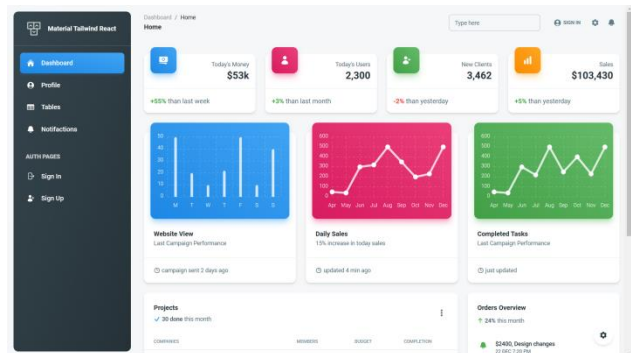 Material Tailwind React
Dashboard
Profile
Tables
Notifactions
AUTH PAGES
Sign In
Sign Up
Dashboard / Home
Home
Type here
SIGN IN
Today's Money
$53k
+55% than last week
Today's Users
2,300
+3% than last month
New Clients
3,462
-2% than yesterday
Sales
$103,430
+5% than yesterday
50
40
30
20
10
0
M T W T F S S
Website View
Last Campaign Performance
campaign sent 2 days ago
600
500
400
300
200
100
0
Apr May Jun Jul Aug Sep Oct Nov Dec
Daily Sales
15% increase in today sales
updated 4 min ago
600
500
400
300
200
100
0
Apr May Jun Jul Aug Sep Oct Nov Dec
Completed Tasks
Last Campaign Performance
just updated
Projects
30 done this month
COMPANIES MEMBERS BUDGET COMPLETION
Orders Overview
24% this month
$2400, Design changes
22 DEC 7:20 PM